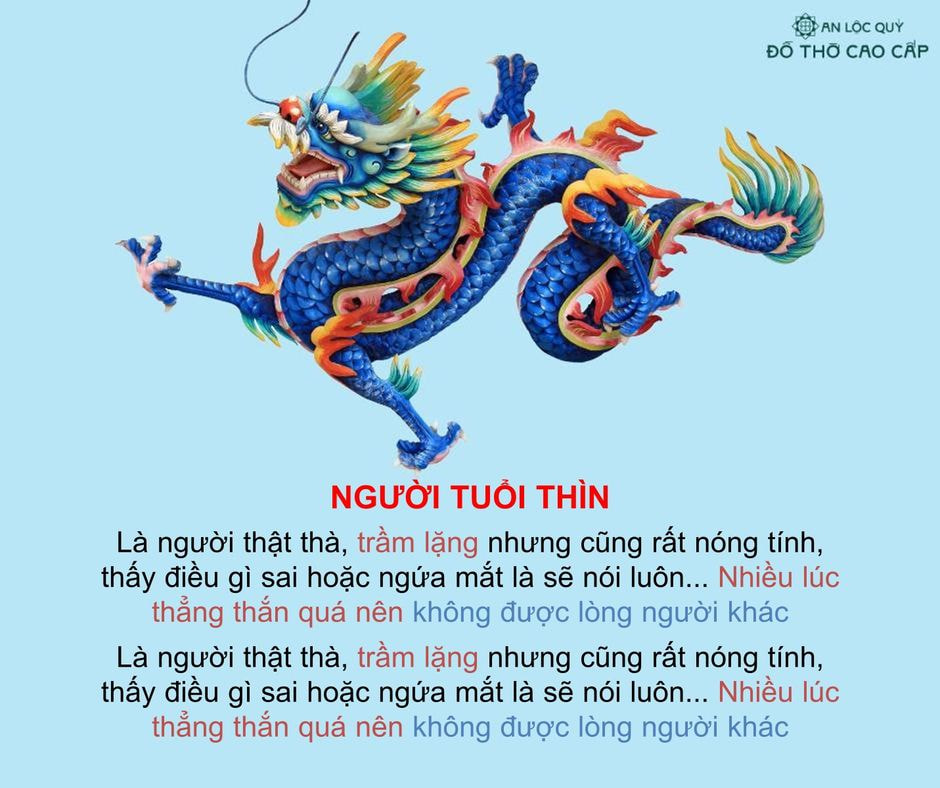 AN LỘC QUÝ
ĐỒ THỜ CAO CẤP
NGƯỜI TUỔI THÌN
Là người thật thà, trầm lặng nhưng cũng rất nóng tính,
thấy điều gì sai hoặc ngứa mắt là sẽ nói luôn... Nhiều lúc
thẳng thắn quá nên không được lòng người khác
Là người thật thà, trầm lặng nhưng cũng rất nóng tính,
thấy điều gì sai hoặc ngứa mắt là sẽ nói luôn... Nhiều lúc
thẳng thắn quá nên không được lòng người khác